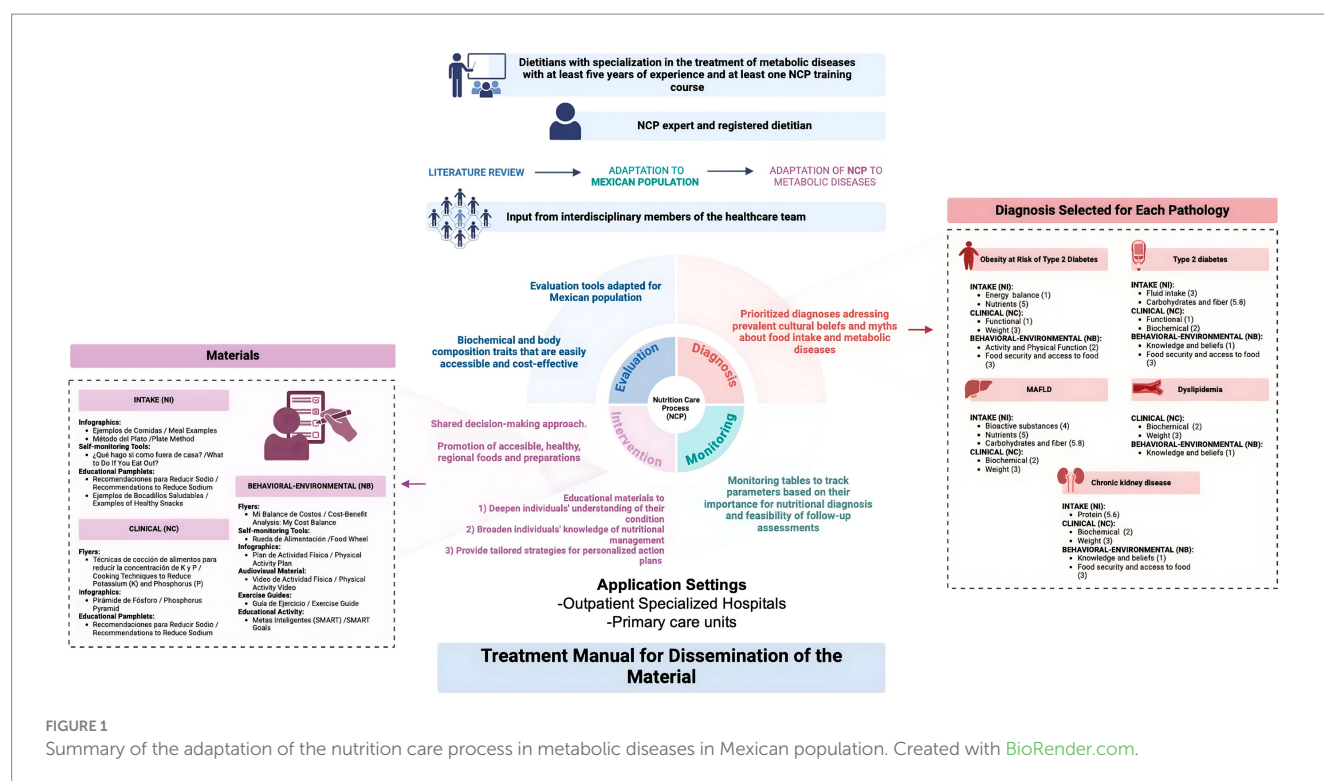 Dietitians with specialization in the treatment of metabolic diseases
with at least five years of experience and at least one NCP training
course
NCP expert and registered dietitian
LITERATURE REVIEW
ADAPTATION TO
MEXICAN POPULATION
ADAPTATION OF NCP TO
METABOLIC DISEASES
Input from interdisciplinary members of the healthcare team
Evaluation tools adapted for
Mexican population
Biochemical and body
composition traits that are easily
accessible and cost-effective
Prioritized diagnoses adressing
prevalent cultural beliefs and myths
about food intake and metabolic
diseases
Evaluation
Diagnosis
Intervention
Monitoring
Nutrition Care
Process
(NCP)
Shared decision-making approach.
Promotion of accesible, healthy,
regional foods and preparations
Educational materials to
1) Deepen individuals' understanding of their
condition
2) Broaden individuals' knowledge of nutritional
management
3) Provide tailored strategies for personalized action
plans
Monitoring tables to track
parameters based on their
importance for nutritional diagnosis
and feasibility of follow-up
assessments
Application Settings
-Outpatient Specialized Hospitals
-Primary care units
Treatment Manual for Dissemination of the
Material
Materials
INTAKE (NI)
Infographics:
• Ejemplos de Comidas / Meal Examples
• Método del Plato /Plate Method
Self-monitoring Tools:
• ¿Qué hago si como fuera de casa? /What
to Do If You Eat Out?
Educational Pamphlets:
• Recomendaciones para Reducir Sodio /
Recommendations to Reduce Sodium
• Ejemplos de Bocadillos Saludables /
Examples of Healthy Snacks
CLINICAL (NC)
Flyers:
• Técnicas de cocción de alimentos para
reducir la concentración de K y P /
Cooking Techniques to Reduce
Potassium (K) and Phosphorus (P)
Infographics:
• Pirámide de Fósforo / Phosphorus
Pyramid
Educational Pamphlets:
• Recomendaciones para Reducir Sodio /
Recommendations to Reduce Sodium
BEHAVIORAL-ENVIRONMENTAL (NB)
Flyers:
• Mi Balance de Costos / Cost-Benefit
Analysis: My Cost Balance
Self-monitoring Tools:
• Rueda de Alimentación /Food Wheel
Infographics:
• Plan de Actividad Física / Physical
Activity Plan
Audiovisual Material:
• Video de Actividad Física / Physical
Activity Video
Exercise Guides:
• Guía de Ejercicio / Exercise Guide
Educational Activity:
• Metas Inteligentes (SMART) /SMART
Goals
Diagnosis Selected for Each Pathology
Obesity at Risk of Type 2 Diabetes
INTAKE (NI):
• Energy balance (1)
• Nutrients (5)
CLINICAL (NC):
• Functional (1)
• Weight (3)
BEHAVIORAL-ENVIRONMENTAL (NB):
• Activity and Physical Function (2)
• Food security and access to food
(3)
Type 2 diabetes
INTAKE (NI):
• Fluid intake (3)
• Carbohydrates and fiber (5.8)
CLINICAL (NC):
• Functional (1)
• Biochemical (2)
BEHAVIORAL-ENVIRONMENTAL (NB):
• Knowledge and beliefs (1)
• Food security and access to food
(3)
MAFLD
INTAKE (NI):
• Bioactive substances (4)
• Nutrients (5)
• Carbohydrates and fiber (5.8)
CLINICAL (NC):
• Biochemical (2)
• Weight (3)
Dyslipidemia
CLINICAL (NC):
• Biochemical (2)
• Weight (3)
BEHAVIORAL-ENVIRONMENTAL (NB):
• Knowledge and beliefs (1)
Chronic kidney disease
INTAKE (NI):
• Protein (5.6)
CLINICAL (NC):
• Biochemical (2)
• Weight (3)
BEHAVIORAL-ENVIRONMENTAL (NB):
• Knowledge and beliefs (1)
• Food security and access to food
(3)
FIGURE 1
Summary of the adaptation of the nutrition care process in metabolic diseases in Mexican population. Created with BioRender.com.